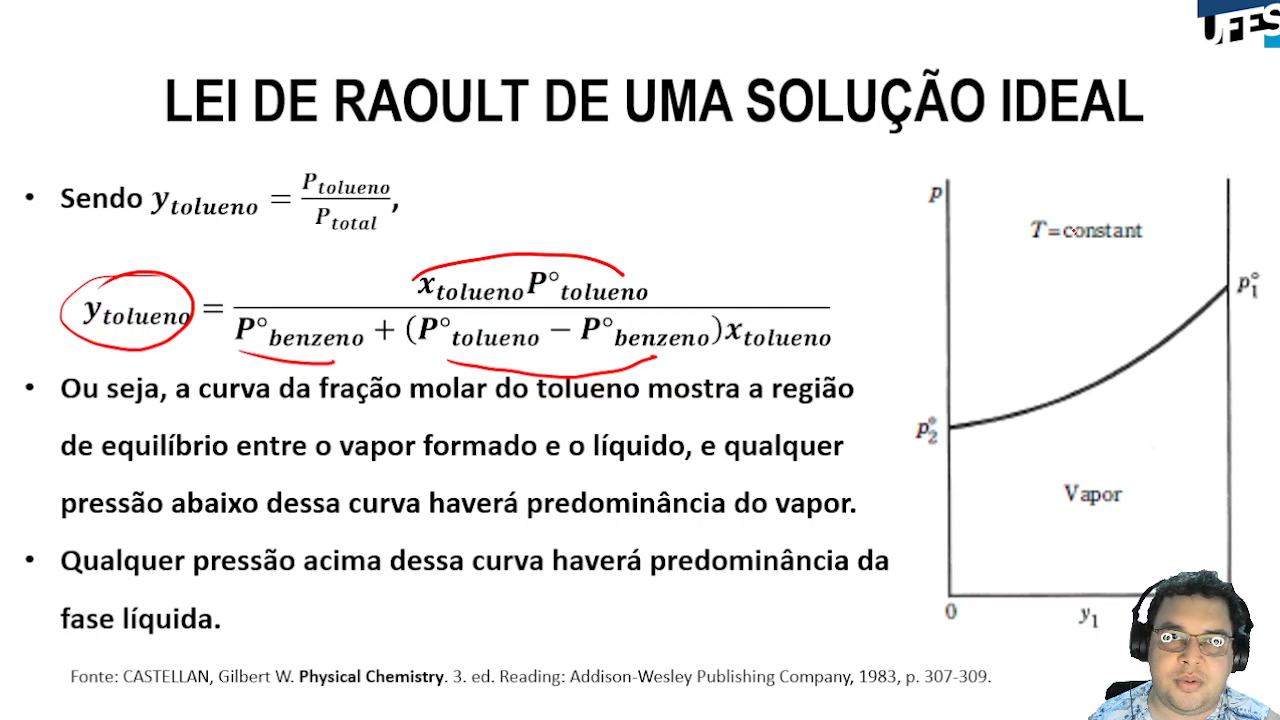 UFES
LEI DE RAOULT DE UMA SOLUÇÃO IDEAL
• Sendo y_tolueno = P_tolueno / P_total,
y_tolueno = x_tolueno P°_tolueno / P°_benzeno + (P°_tolueno − P°_benzeno)x_tolueno
• Ou seja, a curva da fração molar do tolueno mostra a região
de equilíbrio entre o vapor formado e o líquido, e qualquer
pressão abaixo dessa curva haverá predominância do vapor.
• Qualquer pressão acima dessa curva haverá predominância da
fase líquida.
p
T = constant
p₁°
p₂°
Vapor
0
y₁
Fonte: CASTELLAN, Gilbert W. Physical Chemistry. 3. ed. Reading: Addison-Wesley Publishing Company, 1983, p. 307-309.